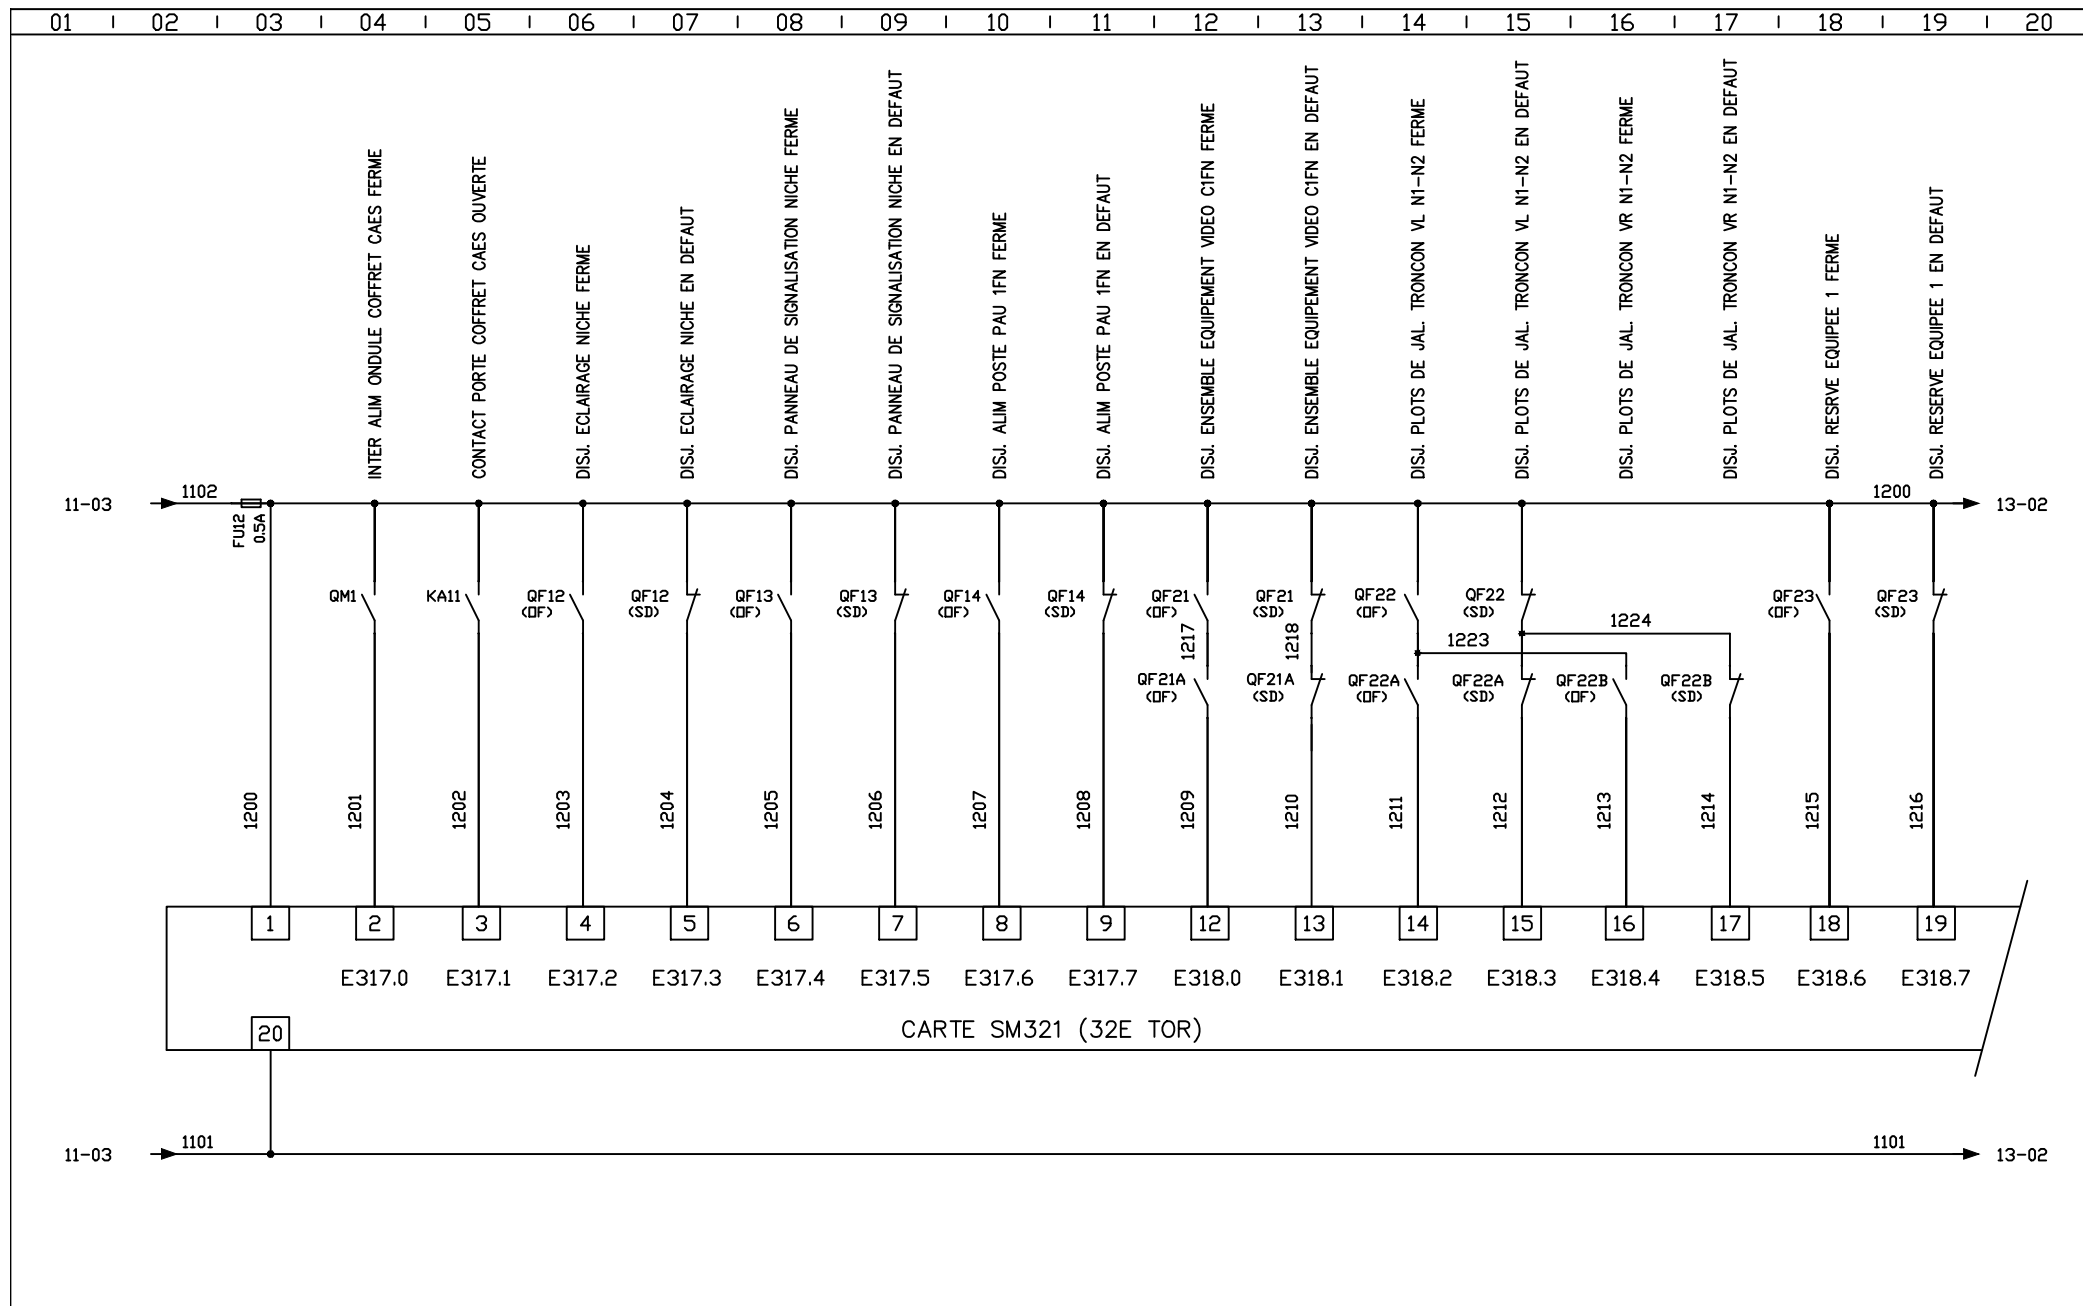 01 02 03 04 05 06 07 08 09 10 11 12 13 14 15 16 17 18 19 20
INTER ALIM ONDULE COFFRET CAES FERME
CONTACT PORTE COFFRET CAES OUVERTE
DISJ. ECLAIRAGE NICHE FERME
DISJ. ECLAIRAGE NICHE EN DEFAUT
DISJ. PANNEAU DE SIGNALISATION NICHE FERME
DISJ. PANNEAU DE SIGNALISATION NICHE EN DEFAUT
DISJ. ALIM POSTE PAU 1FN FERME
DISJ. ALIM POSTE PAU 1FN EN DEFAUT
DISJ. ENSEMBLE EQUIPEMENT VIDEO C1FN FERME
DISJ. ENSEMBLE EQUIPEMENT VIDEO C1FN EN DEFAUT
DISJ. PLOTS DE JAL. TRONCON VL N1-N2 FERME
DISJ. PLOTS DE JAL. TRONCON VL N1-N2 EN DEFAUT
DISJ. PLOTS DE JAL. TRONCON VR N1-N2 FERME
DISJ. PLOTS DE JAL. TRONCON VR N1-N2 EN DEFAUT
DISJ. RESRVE EQUIPEE 1 FERME
DISJ. RESERVE EQUIPEE 1 EN DEFAUT
11-03 1102 1200 13-02
FU12
0.5A
QM1
KA11
QF12
(OF)
QF12
(SD)
QF13
(OF)
QF13
(SD)
QF14
(OF)
QF14
(SD)
QF21
(OF)
QF21
(SD)
QF22
(OF)
QF22
(SD)
QF23
(OF)
QF23
(SD)
1217
1218
1223
1224
QF21A
(OF)
QF21A
(SD)
QF22A
(OF)
QF22A
(SD)
QF22B
(OF)
QF22B
(SD)
1200
1201
1202
1203
1204
1205
1206
1207
1208
1209
1210
1211
1212
1213
1214
1215
1216
1 2 3 4 5 6 7 8 9 12 13 14 15 16 17 18 19
E317.0 E317.1 E317.2 E317.3 E317.4 E317.5 E317.6 E317.7 E318.0 E318.1 E318.2 E318.3 E318.4 E318.5 E318.6 E318.7
20
CARTE SM321 (32E TOR)
11-03 1101 1101 13-02